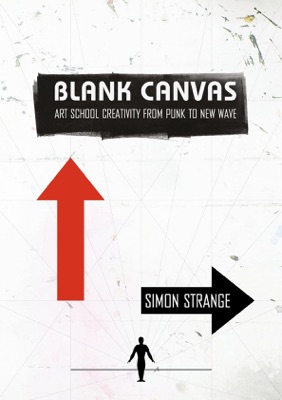 BLANK CANVAS
ART SCHOOL CREATIVITY FROM PUNK TO NEW WAVE
SIMON STRANGE